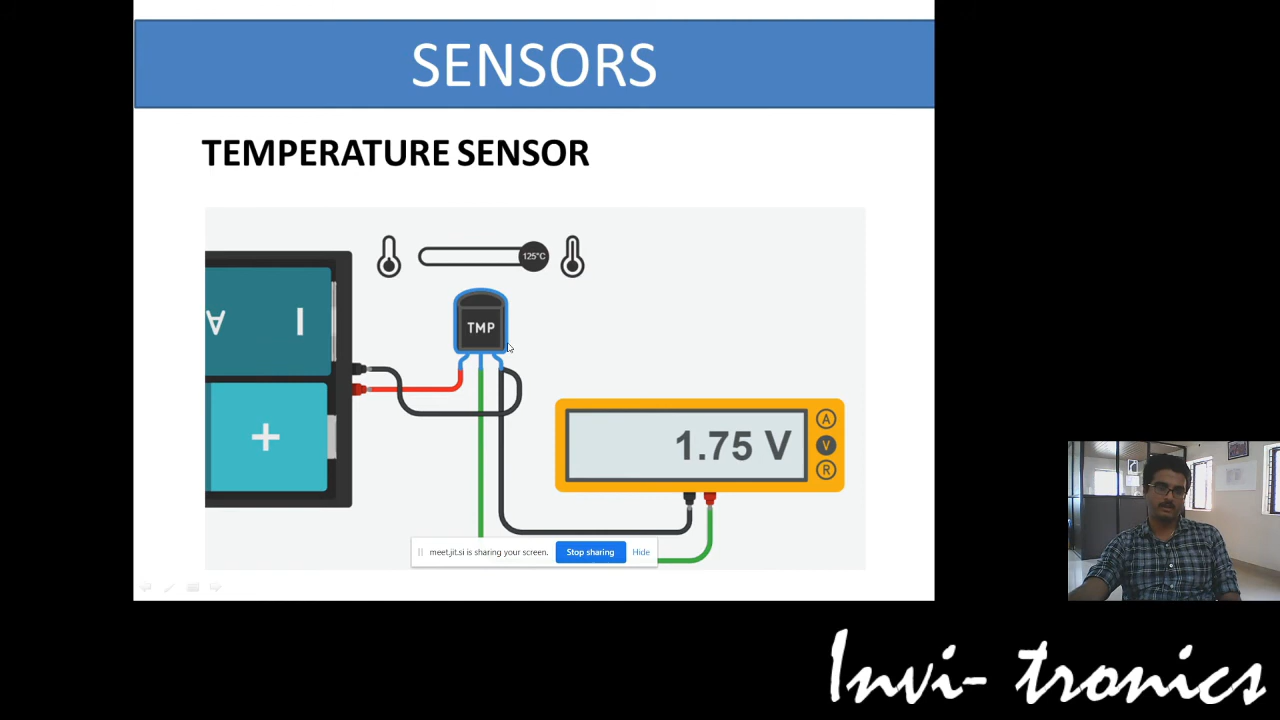 SENSORS
TEMPERATURE SENSOR
125°C
A
TMP
+
1.75 V
A
V
R
meet.jit.si is sharing your screen. Stop sharing Hide
Invi- tronics